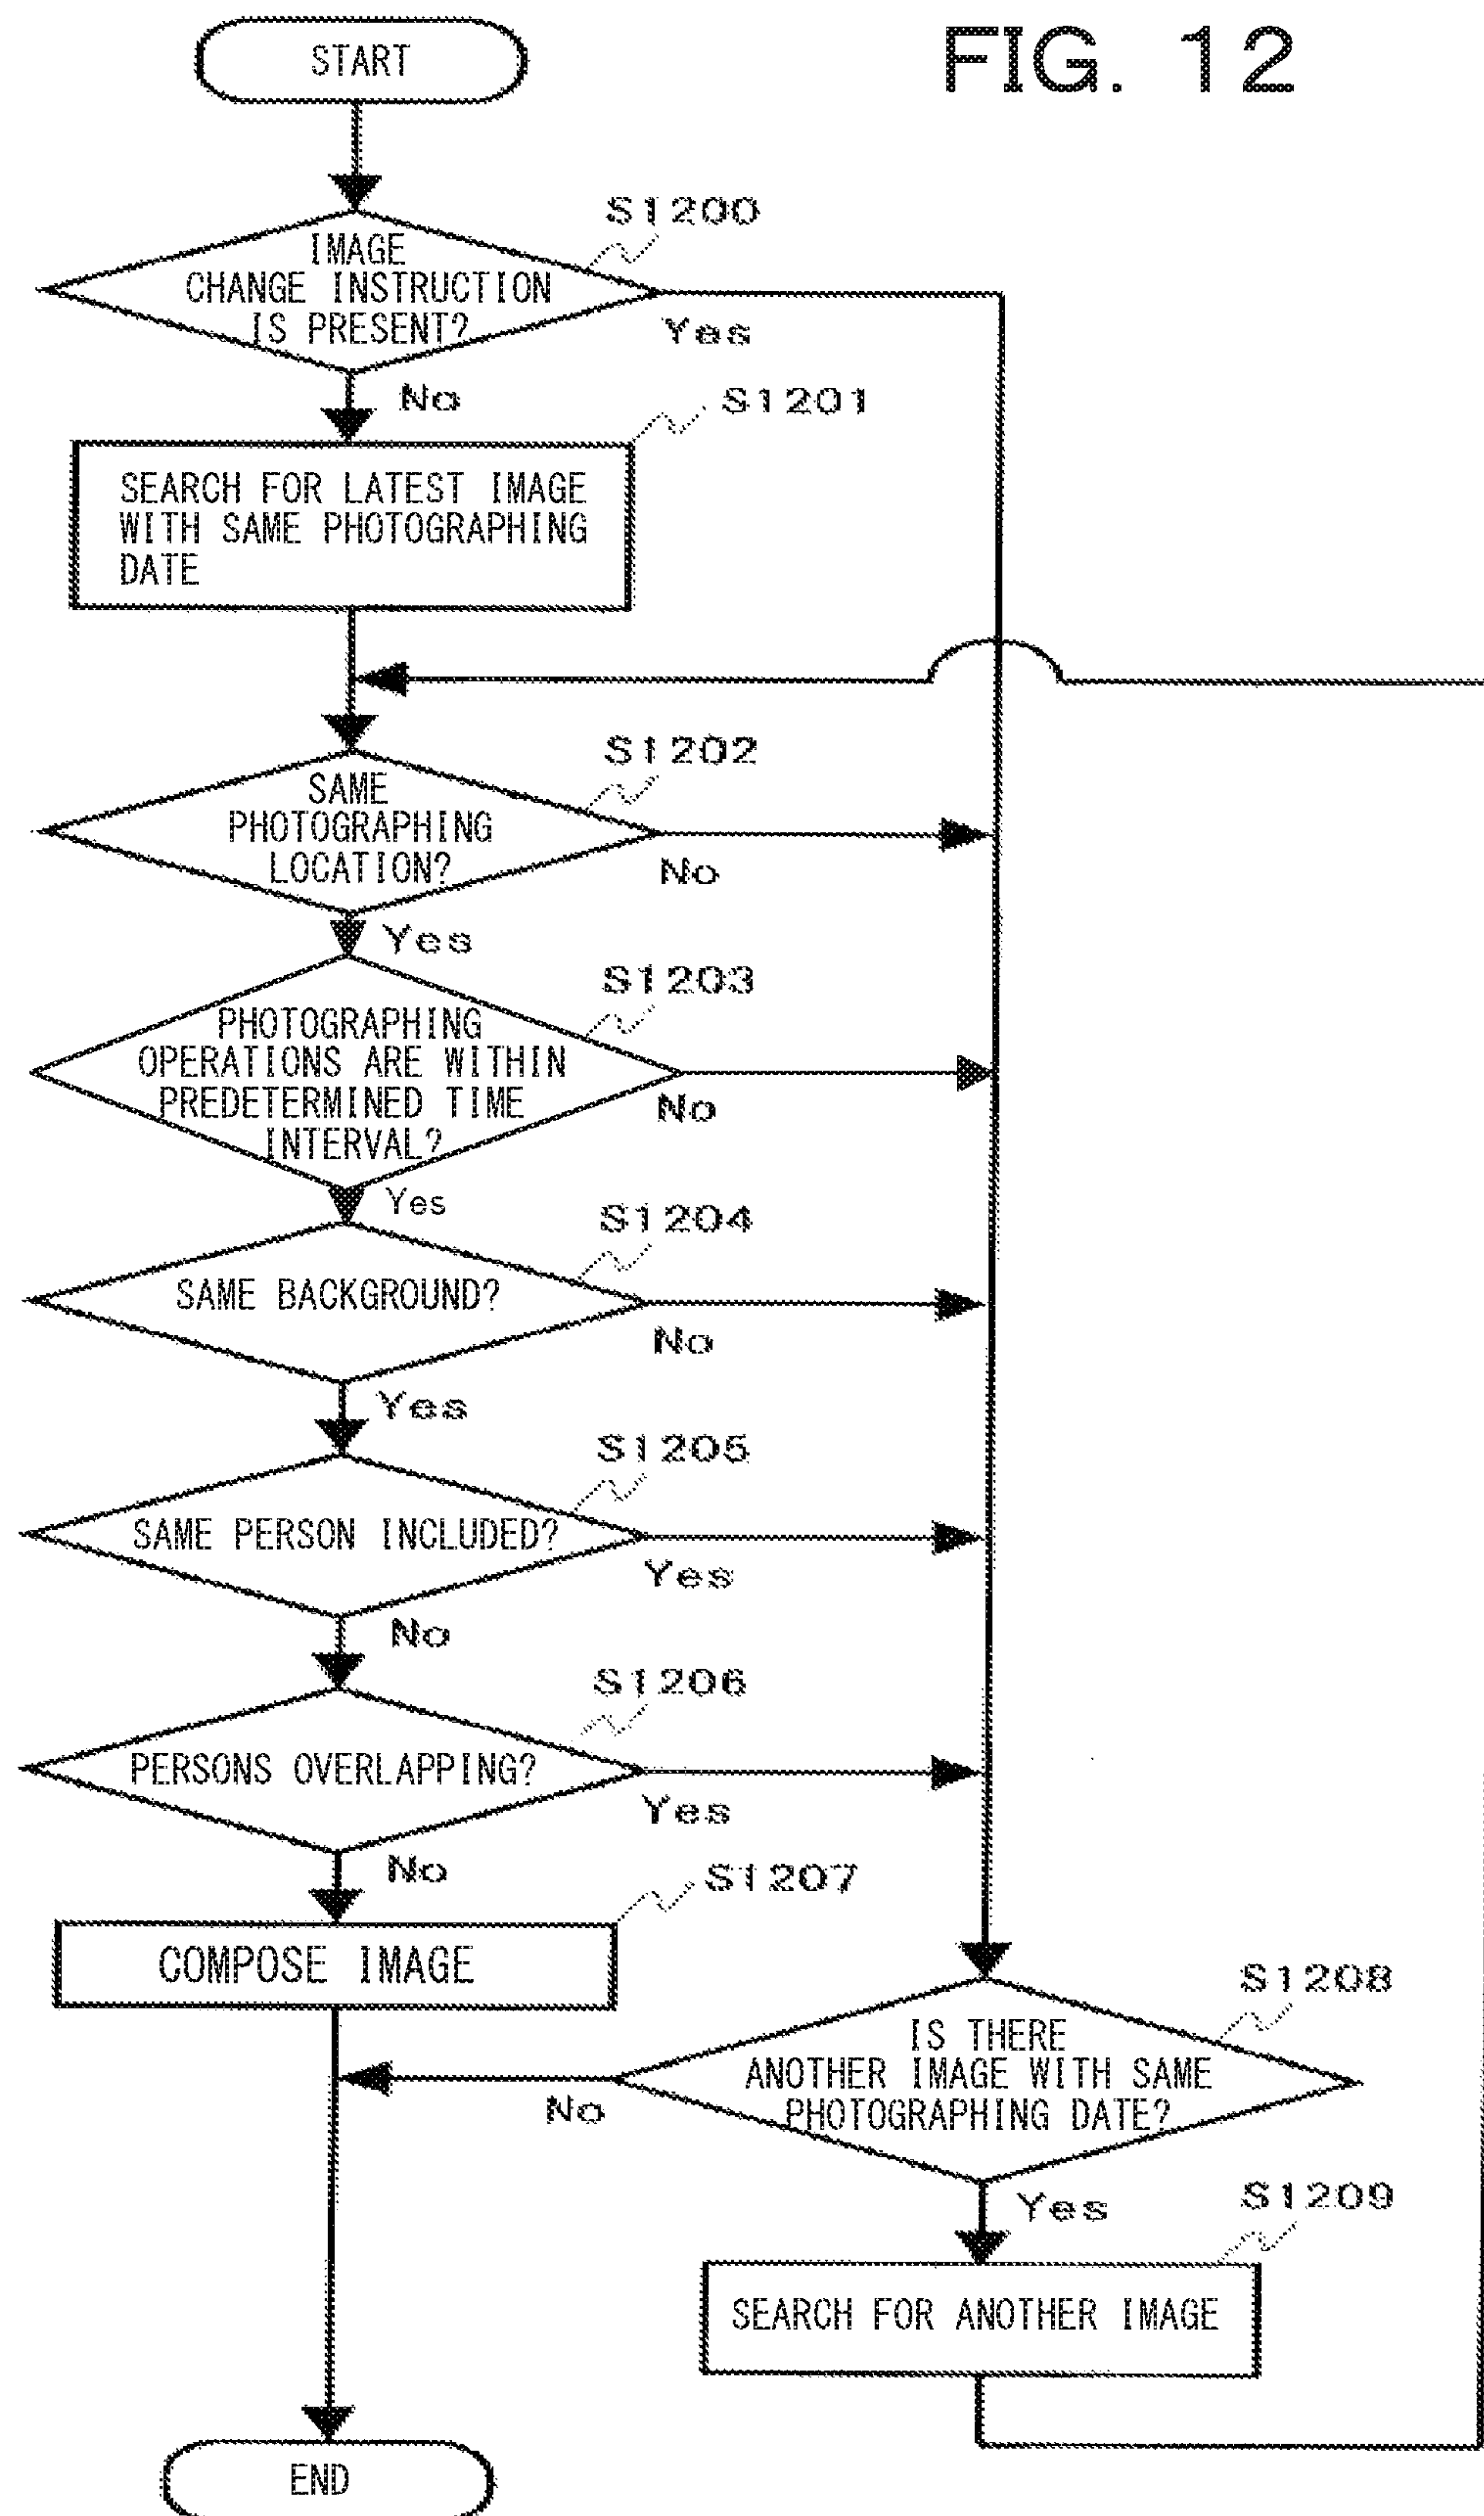 FIG. 12
START
S1200
IMAGE
CHANGE INSTRUCTION
IS PRESENT?
Yes
No
S1201
SEARCH FOR LATEST IMAGE
WITH SAME PHOTOGRAPHING
DATE
S1202
SAME
PHOTOGRAPHING
LOCATION?
No
Yes
S1203
PHOTOGRAPHING
OPERATIONS ARE WITHIN
PREDETERMINED TIME
INTERVAL?
No
Yes
S1204
SAME BACKGROUND?
No
Yes
S1205
SAME PERSON INCLUDED?
Yes
No
S1206
PERSONS OVERLAPPING?
Yes
No
S1207
COMPOSE IMAGE
S1208
IS THERE
ANOTHER IMAGE WITH SAME
PHOTOGRAPHING DATE?
No
Yes
S1209
SEARCH FOR ANOTHER IMAGE
END